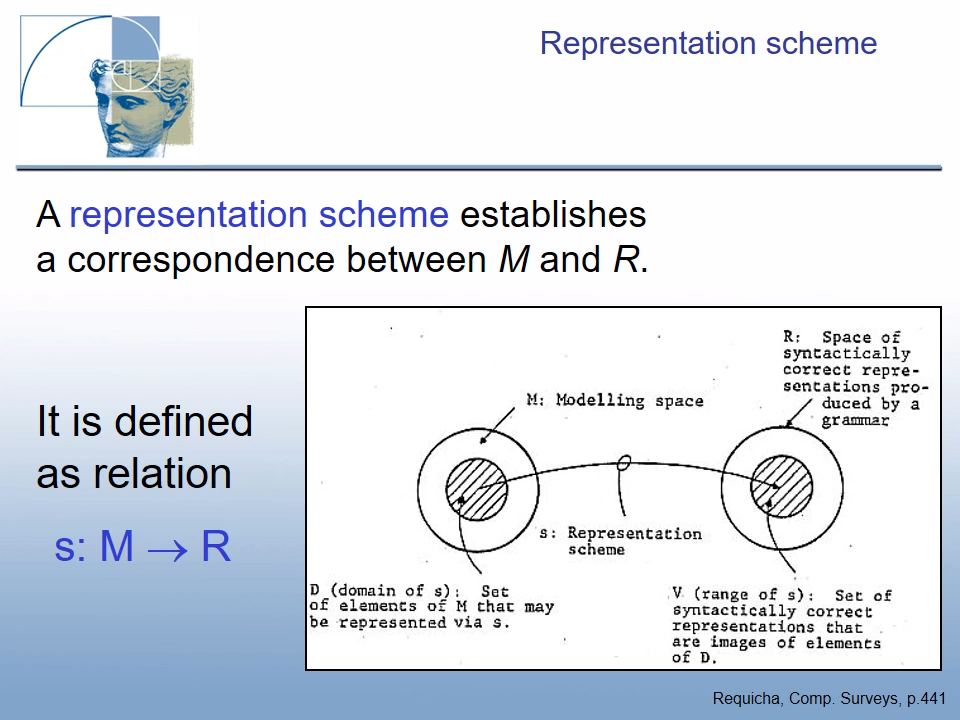 Representation scheme
A representation scheme establishes
a correspondence between M and R.
It is defined
as relation
s: M → R
R: Space of
syntactically
correct repre-
sentations pro-
duced by a
grammar
M: Modelling space
s: Representation
scheme
D (domain of s): Set
of elements of M that may
be represented via s.
V (range of s): Set of
syntactically correct
representations that
are images of elements
of D.
Requicha, Comp. Surveys, p.441